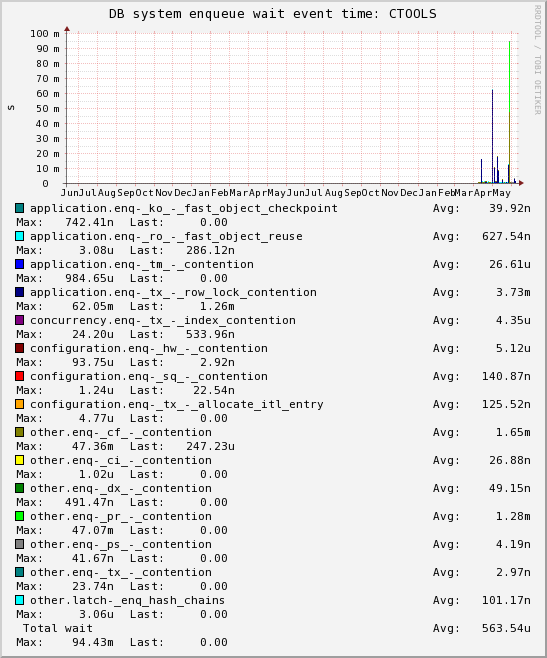 DB system enqueue wait event time: CTOOLS
RRDTOOL / TOBI OETIKER
s
100 m
90 m
80 m
70 m
60 m
50 m
40 m
30 m
20 m
10 m
0
Jun Jul Aug Sep Oct Nov Dec Jan Feb Mar Apr May Jun Jul Aug Sep Oct Nov Dec Jan Feb Mar Apr May
application.enq-_ko_-_fast_object_checkpoint Avg: 39.92n
Max: 742.41n Last: 0.00
application.enq-_ro_-_fast_object_reuse Avg: 627.54n
Max: 3.08u Last: 286.12n
application.enq-_tm_-_contention Avg: 26.61u
Max: 984.65u Last: 0.00
application.enq-_tx_-_row_lock_contention Avg: 3.73m
Max: 62.05m Last: 1.26m
concurrency.enq-_tx_-_index_contention Avg: 4.35u
Max: 24.20u Last: 533.96n
configuration.enq-_hw_-_contention Avg: 5.12u
Max: 93.75u Last: 2.92n
configuration.enq-_sq_-_contention Avg: 140.87n
Max: 1.24u Last: 22.54n
configuration.enq-_tx_-_allocate_itl_entry Avg: 125.52n
Max: 4.77u Last: 0.00
other.enq-_cf_-_contention Avg: 1.65m
Max: 47.36m Last: 247.23u
other.enq-_ci_-_contention Avg: 26.88n
Max: 1.02u Last: 0.00
other.enq-_dx_-_contention Avg: 49.15n
Max: 491.47n Last: 0.00
other.enq-_pr_-_contention Avg: 1.28m
Max: 47.07m Last: 0.00
other.enq-_ps_-_contention Avg: 4.19n
Max: 41.67n Last: 0.00
other.enq-_tx_-_contention Avg: 2.97n
Max: 23.74n Last: 0.00
other.latch-_enq_hash_chains Avg: 101.17n
Max: 3.06u Last: 0.00
Total wait Avg: 563.54u
Max: 94.43m Last: 0.00